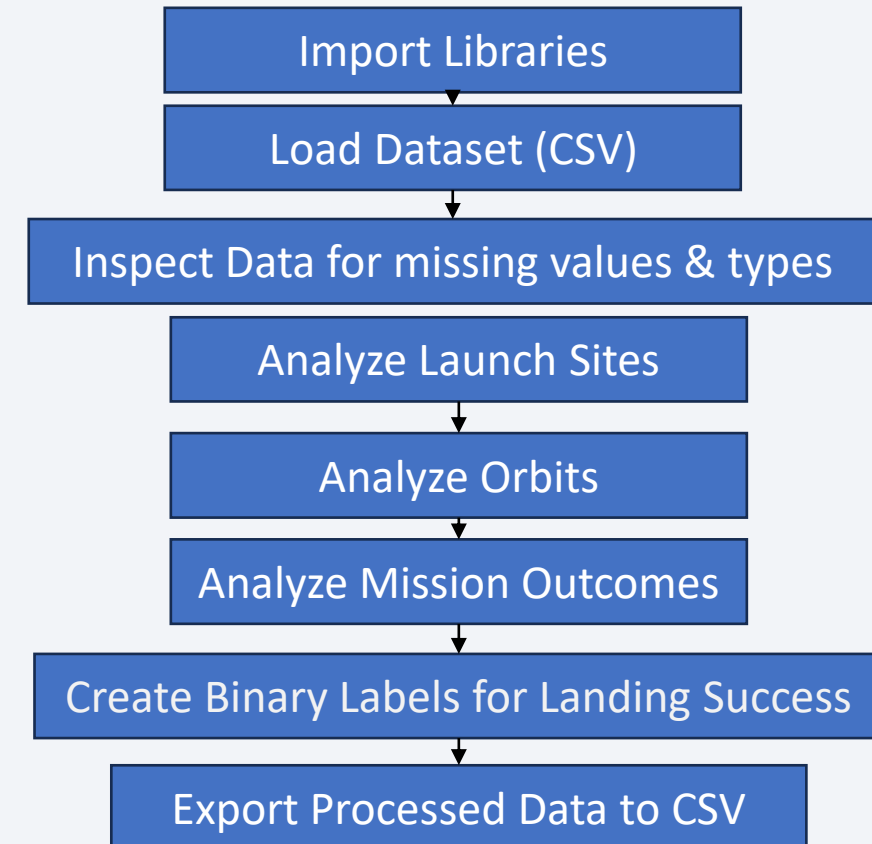 Import Libraries
Load Dataset (CSV)
Inspect Data for missing values & types
Analyze Launch Sites
Analyze Orbits
Analyze Mission Outcomes
Create Binary Labels for Landing Success
Export Processed Data to CSV